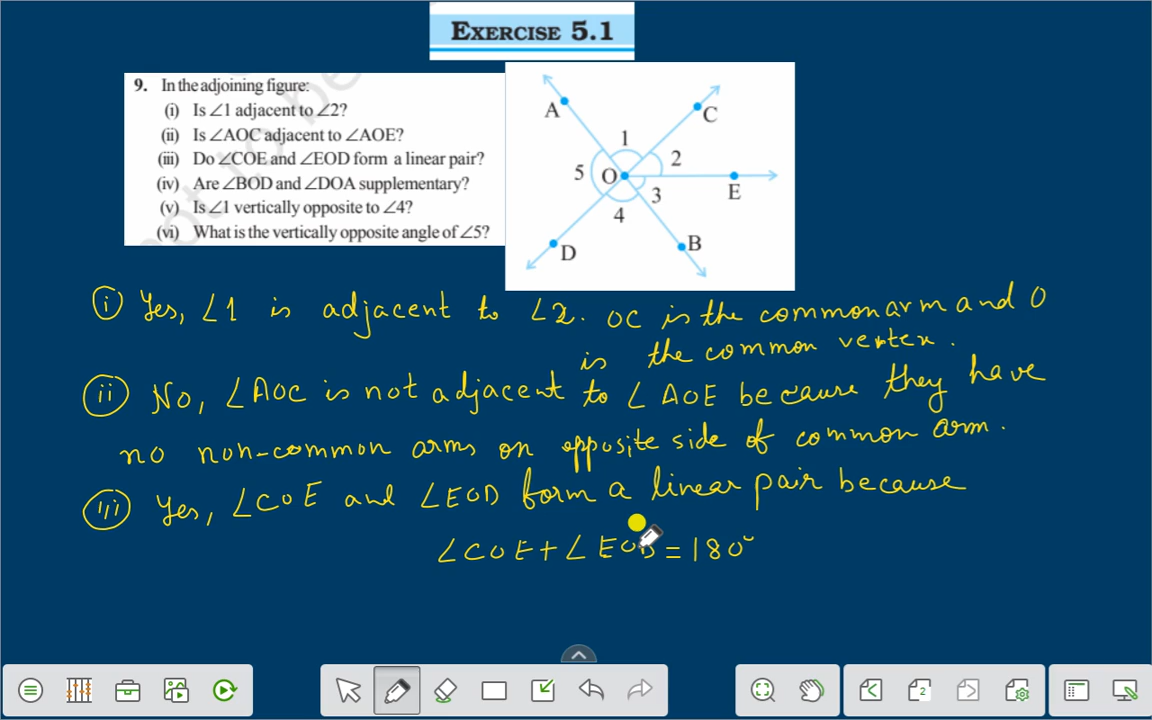 EXERCISE 5.1
9. In the adjoining figure:
(i) Is ∠1 adjacent to ∠2?
(ii) Is ∠AOC adjacent to ∠AOE?
(iii) Do ∠COE and ∠EOD form a linear pair?
(iv) Are ∠BOD and ∠DOA supplementary?
(v) Is ∠1 vertically opposite to ∠4?
(vi) What is the vertically opposite angle of ∠5?
A
C
1
2
5
O
3
E
4
D
B
(i) Yes, ∠1 is adjacent to ∠2. OC is the common arm and O
is the common vertex.
(ii) No, ∠AOC is not adjacent to ∠AOE because they have
no non-common arms on opposite side of common arm.
(iii) Yes, ∠COE and ∠EOD form a linear pair because
∠COE + ∠EOD = 180°
2